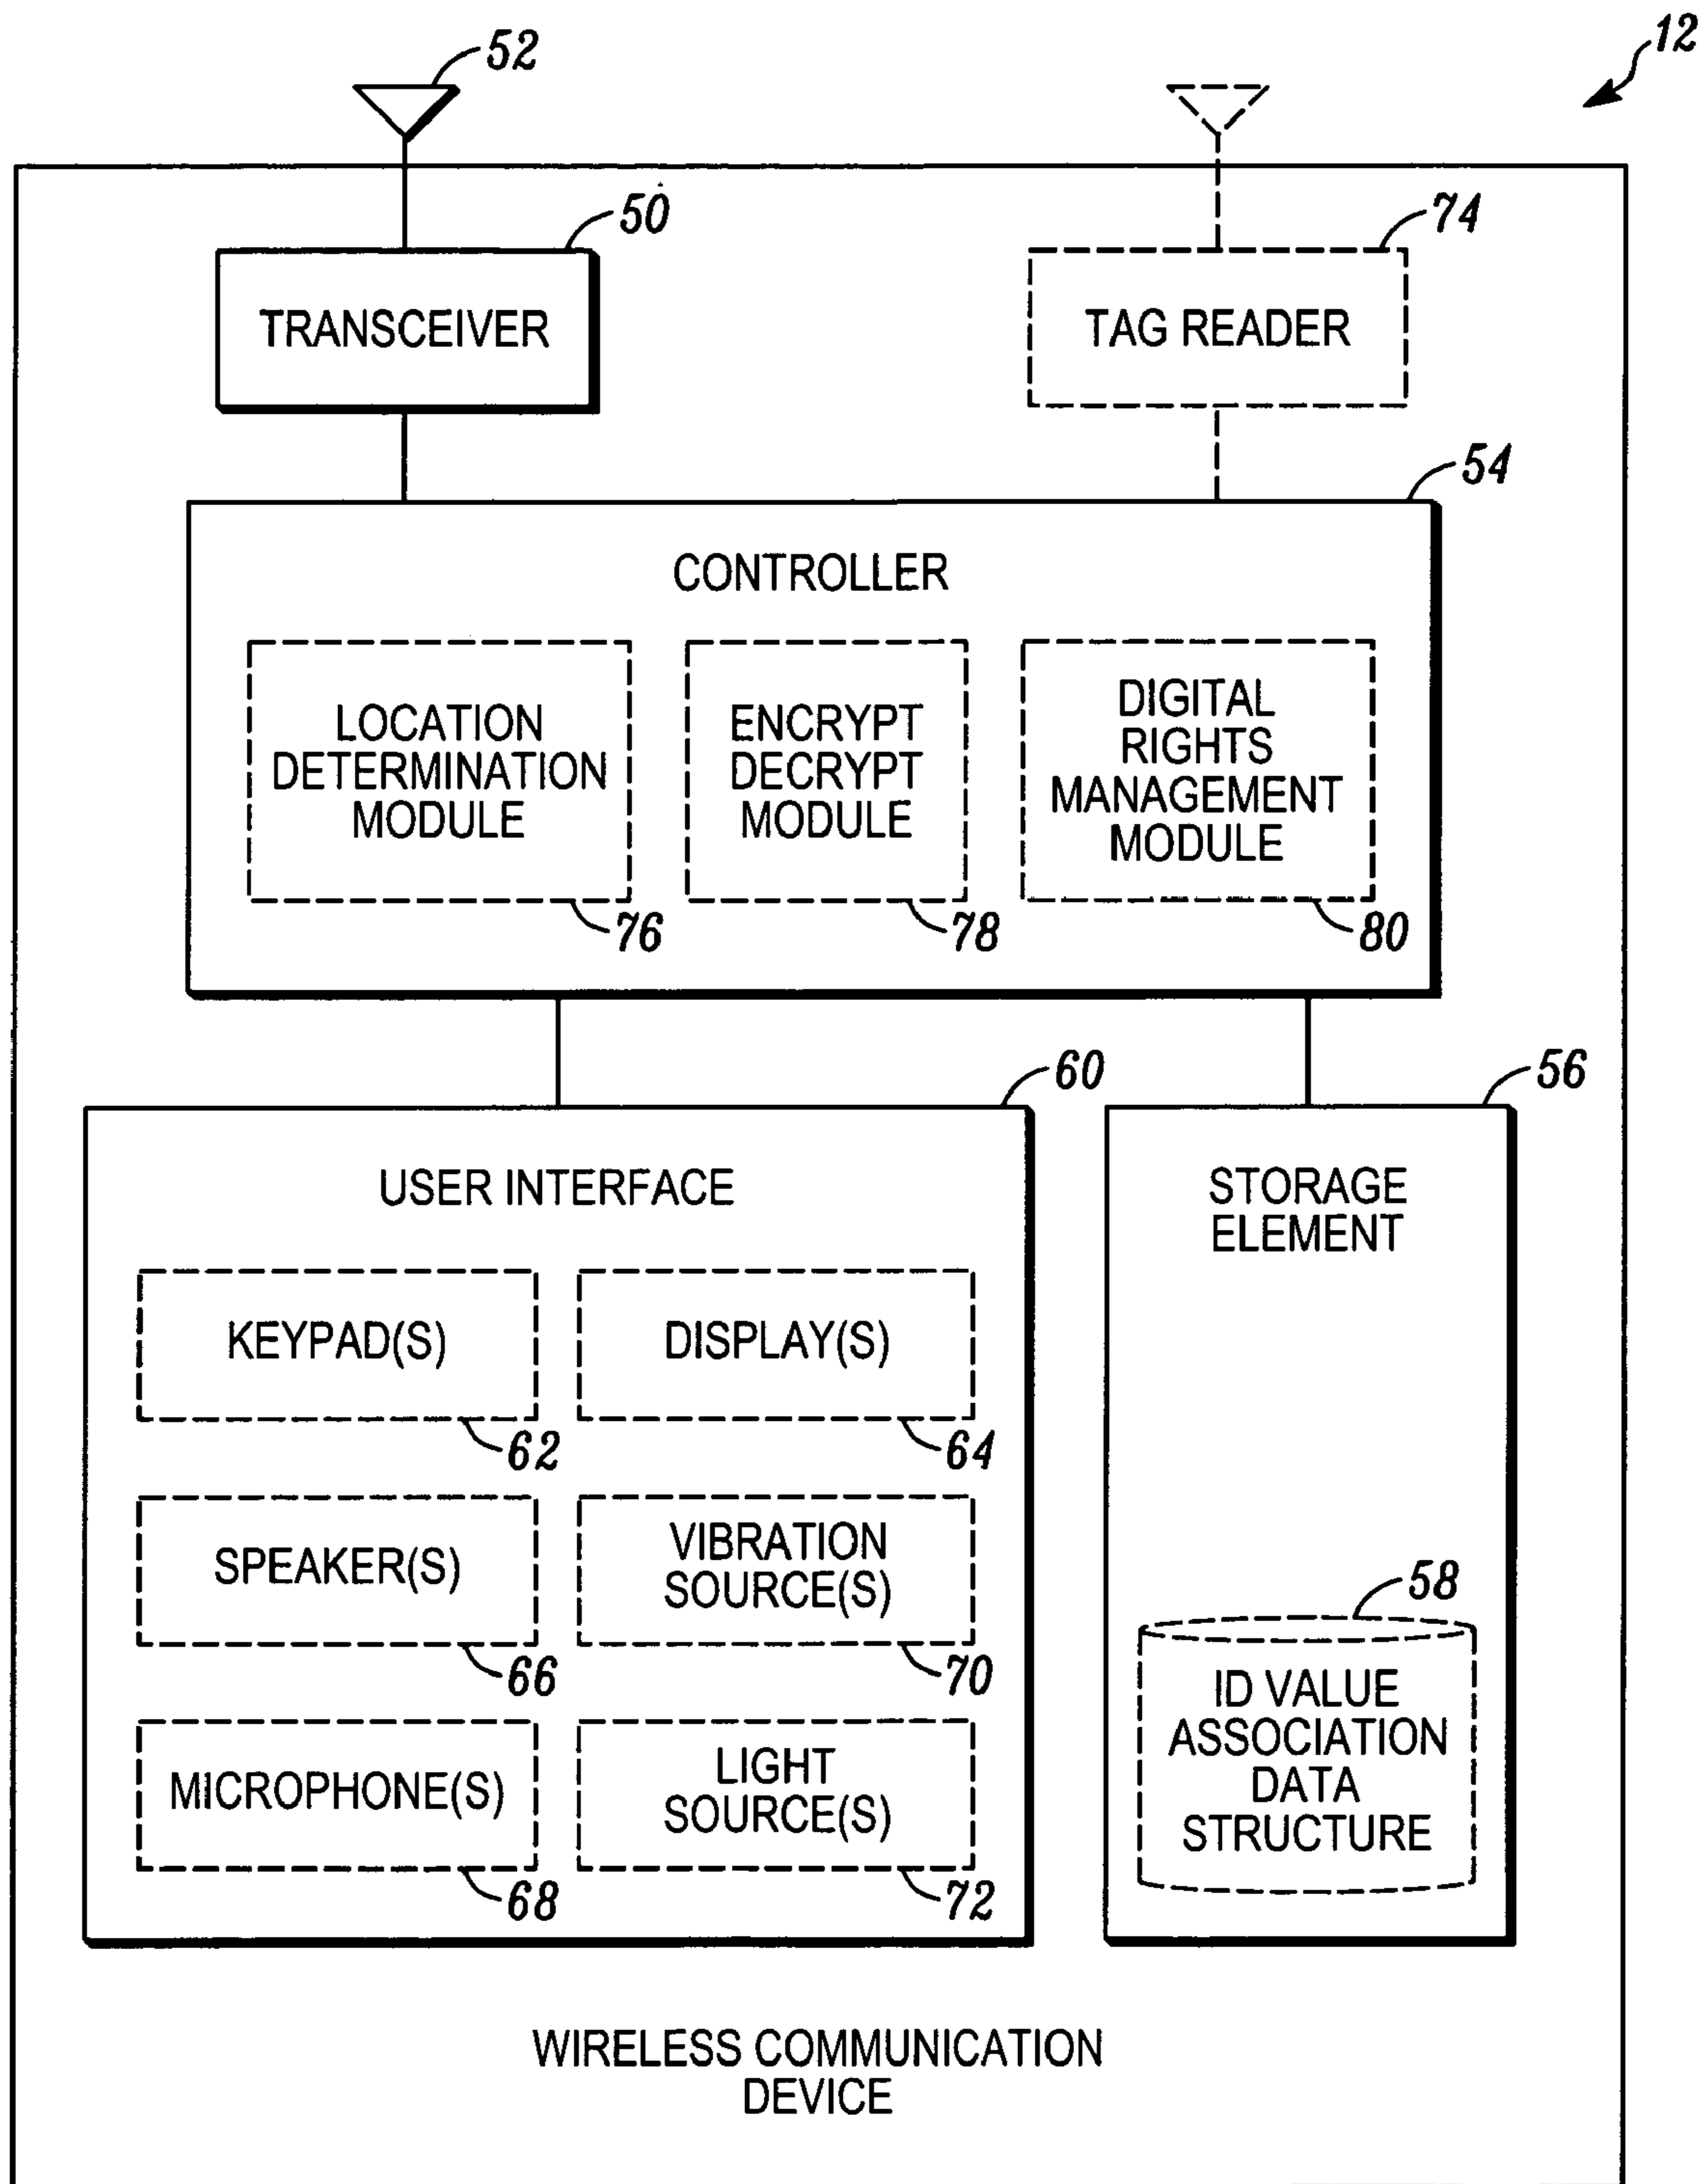 12
52
50
74
TRANSCEIVER
TAG READER
54
CONTROLLER
LOCATION
DETERMINATION
MODULE
ENCRYPT
DECRYPT
MODULE
DIGITAL
RIGHTS
MANAGEMENT
MODULE
76
78
80
60
56
USER INTERFACE
STORAGE
ELEMENT
KEYPAD(S)
DISPLAY(S)
62
64
SPEAKER(S)
VIBRATION
SOURCE(S)
66
70
MICROPHONE(S)
LIGHT
SOURCE(S)
68
72
58
ID VALUE
ASSOCIATION
DATA
STRUCTURE
WIRELESS COMMUNICATION
DEVICE